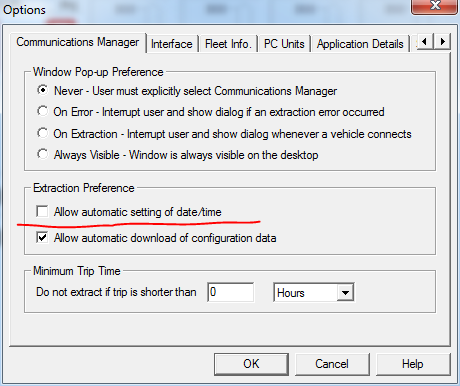 Options
Communications Manager Interface Fleet Info. PC Units Application Details
Window Pop-up Preference
Never - User must explicitly select Communications Manager
On Error - Interrupt user and show dialog if an extraction error occurred
On Extraction - Interrupt user and show dialog whenever a vehicle connects
Always Visible - Window is always visible on the desktop
Extraction Preference
Allow automatic setting of date/time
Allow automatic download of configuration data
Minimum Trip Time
Do not extract if trip is shorter than 0 Hours
OK Cancel Help